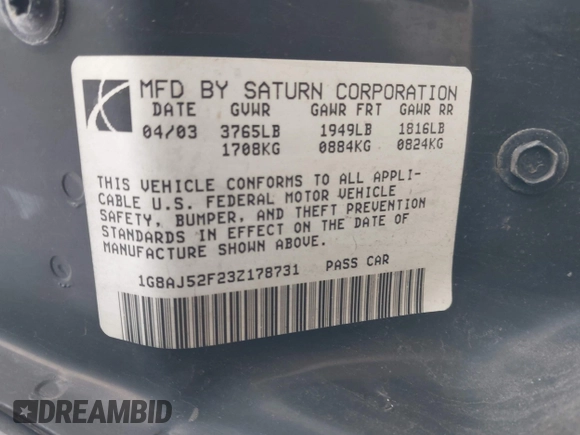 MFD BY SATURN CORPORATION
DATE GVWR GAWR FRT GAWR RR
04/03 3765LB 1949LB 1816LB
1708KG 0884KG 0824KG
THIS VEHICLE CONFORMS TO ALL APPLI-
CABLE U.S. FEDERAL MOTOR VEHICLE
SAFETY, BUMPER, AND THEFT PREVENTION
STANDARDS IN EFFECT ON THE DATE OF
MANUFACTURE SHOWN ABOVE.
1G8AJ52F23Z178731 PASS CAR
DREAMBID